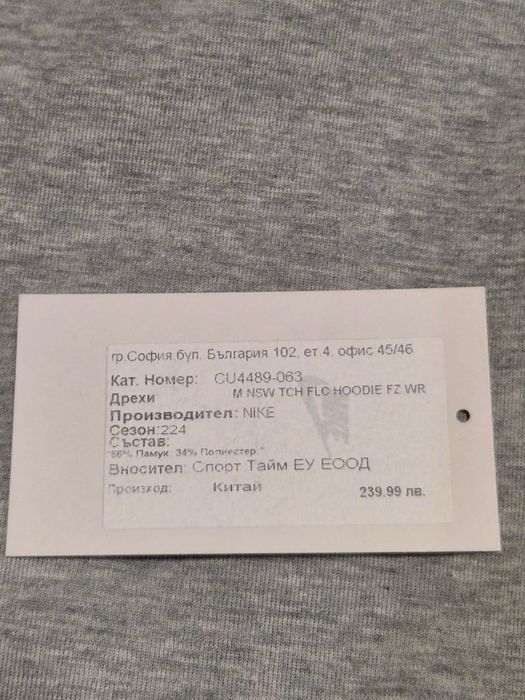 гр.София бул. България 102, ет.4. офис 45/46
Кат. Номер: CU4489-063
Дрехи M NSW TCH FLC HOODIE FZ WR
Производител: NIKE
Сезон:224
Състав:
"66% Памук, 34% Полиестер;"
Вносител: Спорт Тайм ЕУ ЕООД
Произход: Китай
239.99 лв.